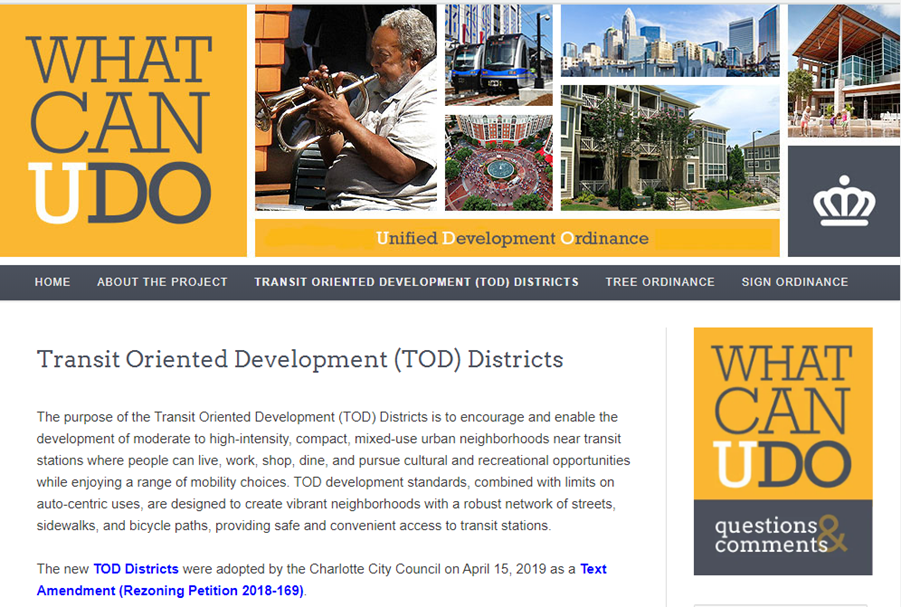 WHAT
CAN
UDO
Unified Development Ordinance
HOME ABOUT THE PROJECT TRANSIT ORIENTED DEVELOPMENT (TOD) DISTRICTS TREE ORDINANCE SIGN ORDINANCE
Transit Oriented Development (TOD) Districts
The purpose of the Transit Oriented Development (TOD) Districts is to encourage and enable the
development of moderate to high-intensity, compact, mixed-use urban neighborhoods near transit
stations where people can live, work, shop, dine, and pursue cultural and recreational opportunities
while enjoying a range of mobility choices. TOD development standards, combined with limits on
auto-centric uses, are designed to create vibrant neighborhoods with a robust network of streets,
sidewalks, and bicycle paths, providing safe and convenient access to transit stations.
The new TOD Districts were adopted by the Charlotte City Council on April 15, 2019 as a Text
Amendment (Rezoning Petition 2018-169).
WHAT
CAN
UDO
questions &
comments